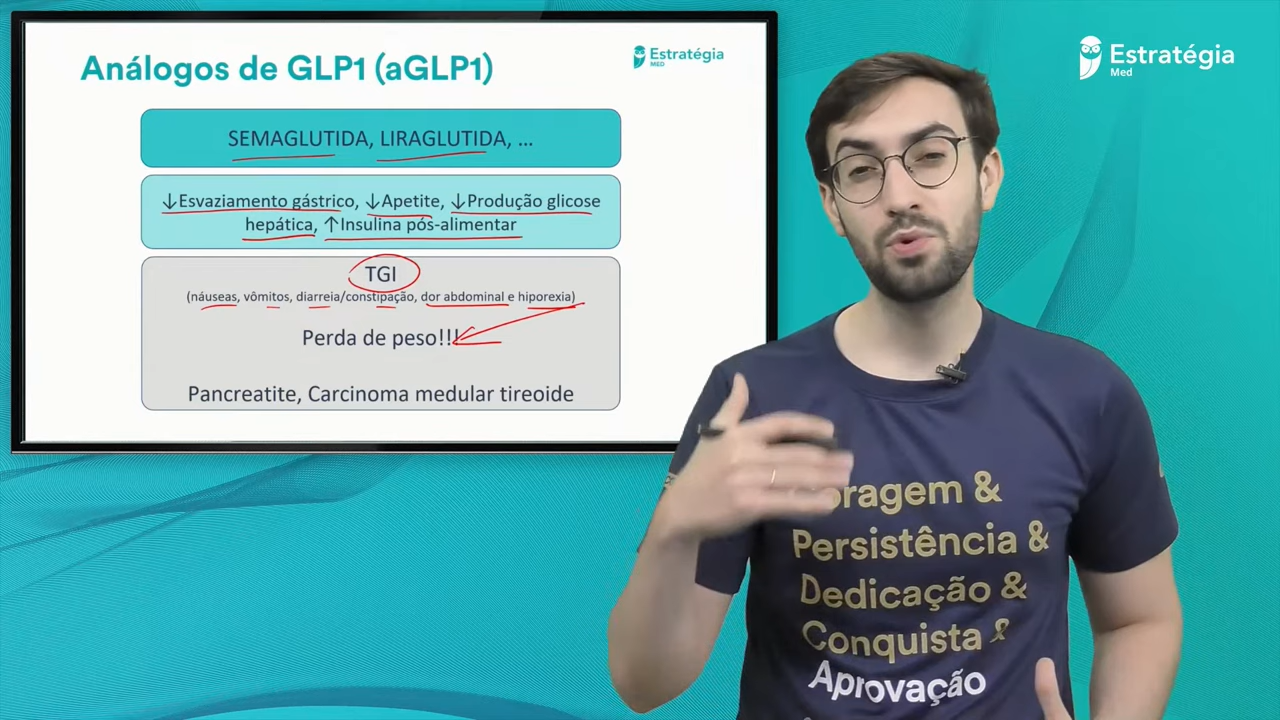 Análogos de GLP1 (aGLP1)
Estratégia
MED
SEMAGLUTIDA, LIRAGLUTIDA, ...
↓Esvaziamento gástrico, ↓Apetite, ↓Produção glicose
hepática, ↑Insulina pós-alimentar
TGI
(náuseas, vômitos, diarreia/constipação, dor abdominal e hiporexia)
Perda de peso!!!
Pancreatite, Carcinoma medular tireoide
Estratégia
Med
&
Persistência &
Dedicação &
Conquista &
Aprovação